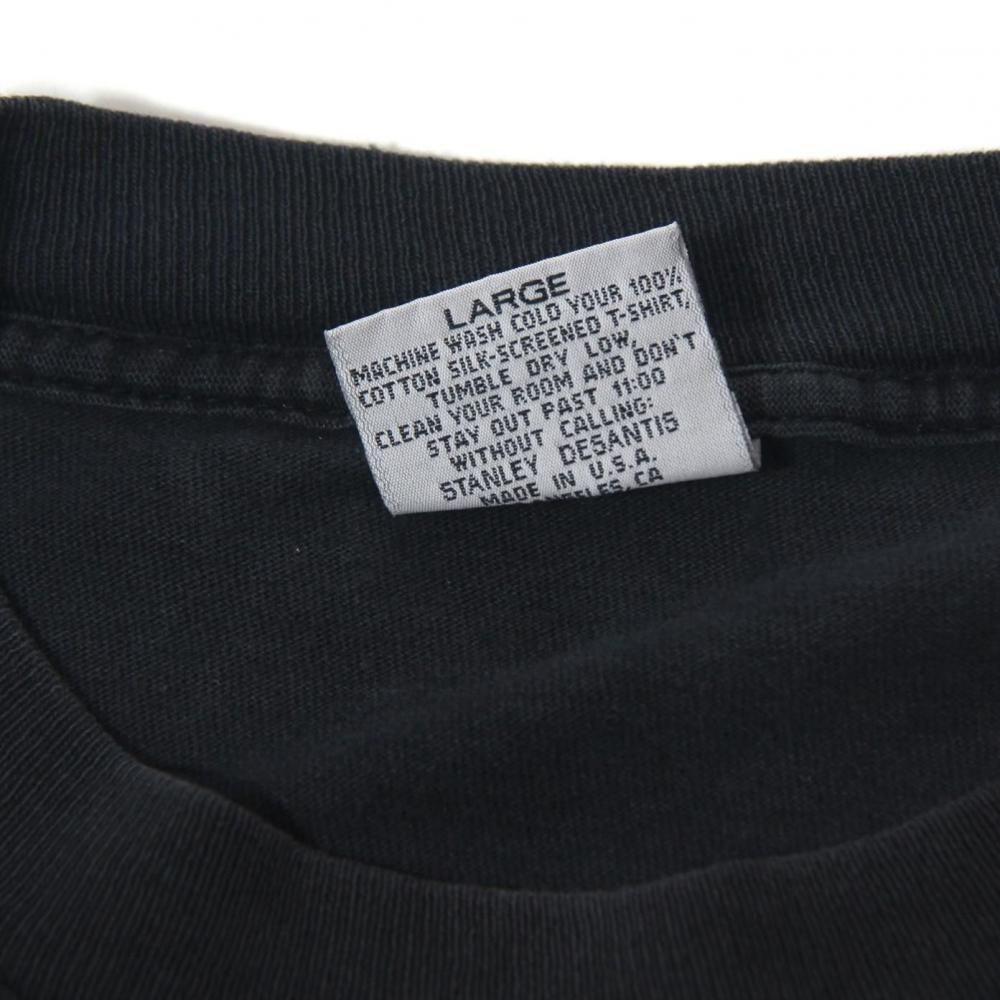 LARGE
MACHINE WASH COLD YOUR 100%
COTTON SILK-SCREENED T-SHIRT,
TUMBLE DRY LOW,
CLEAN YOUR ROOM AND DON'T
STAY OUT PAST 11:00
WITHOUT CALLING:
STANLEY DESANTIS
MADE IN U.S.A.
CA